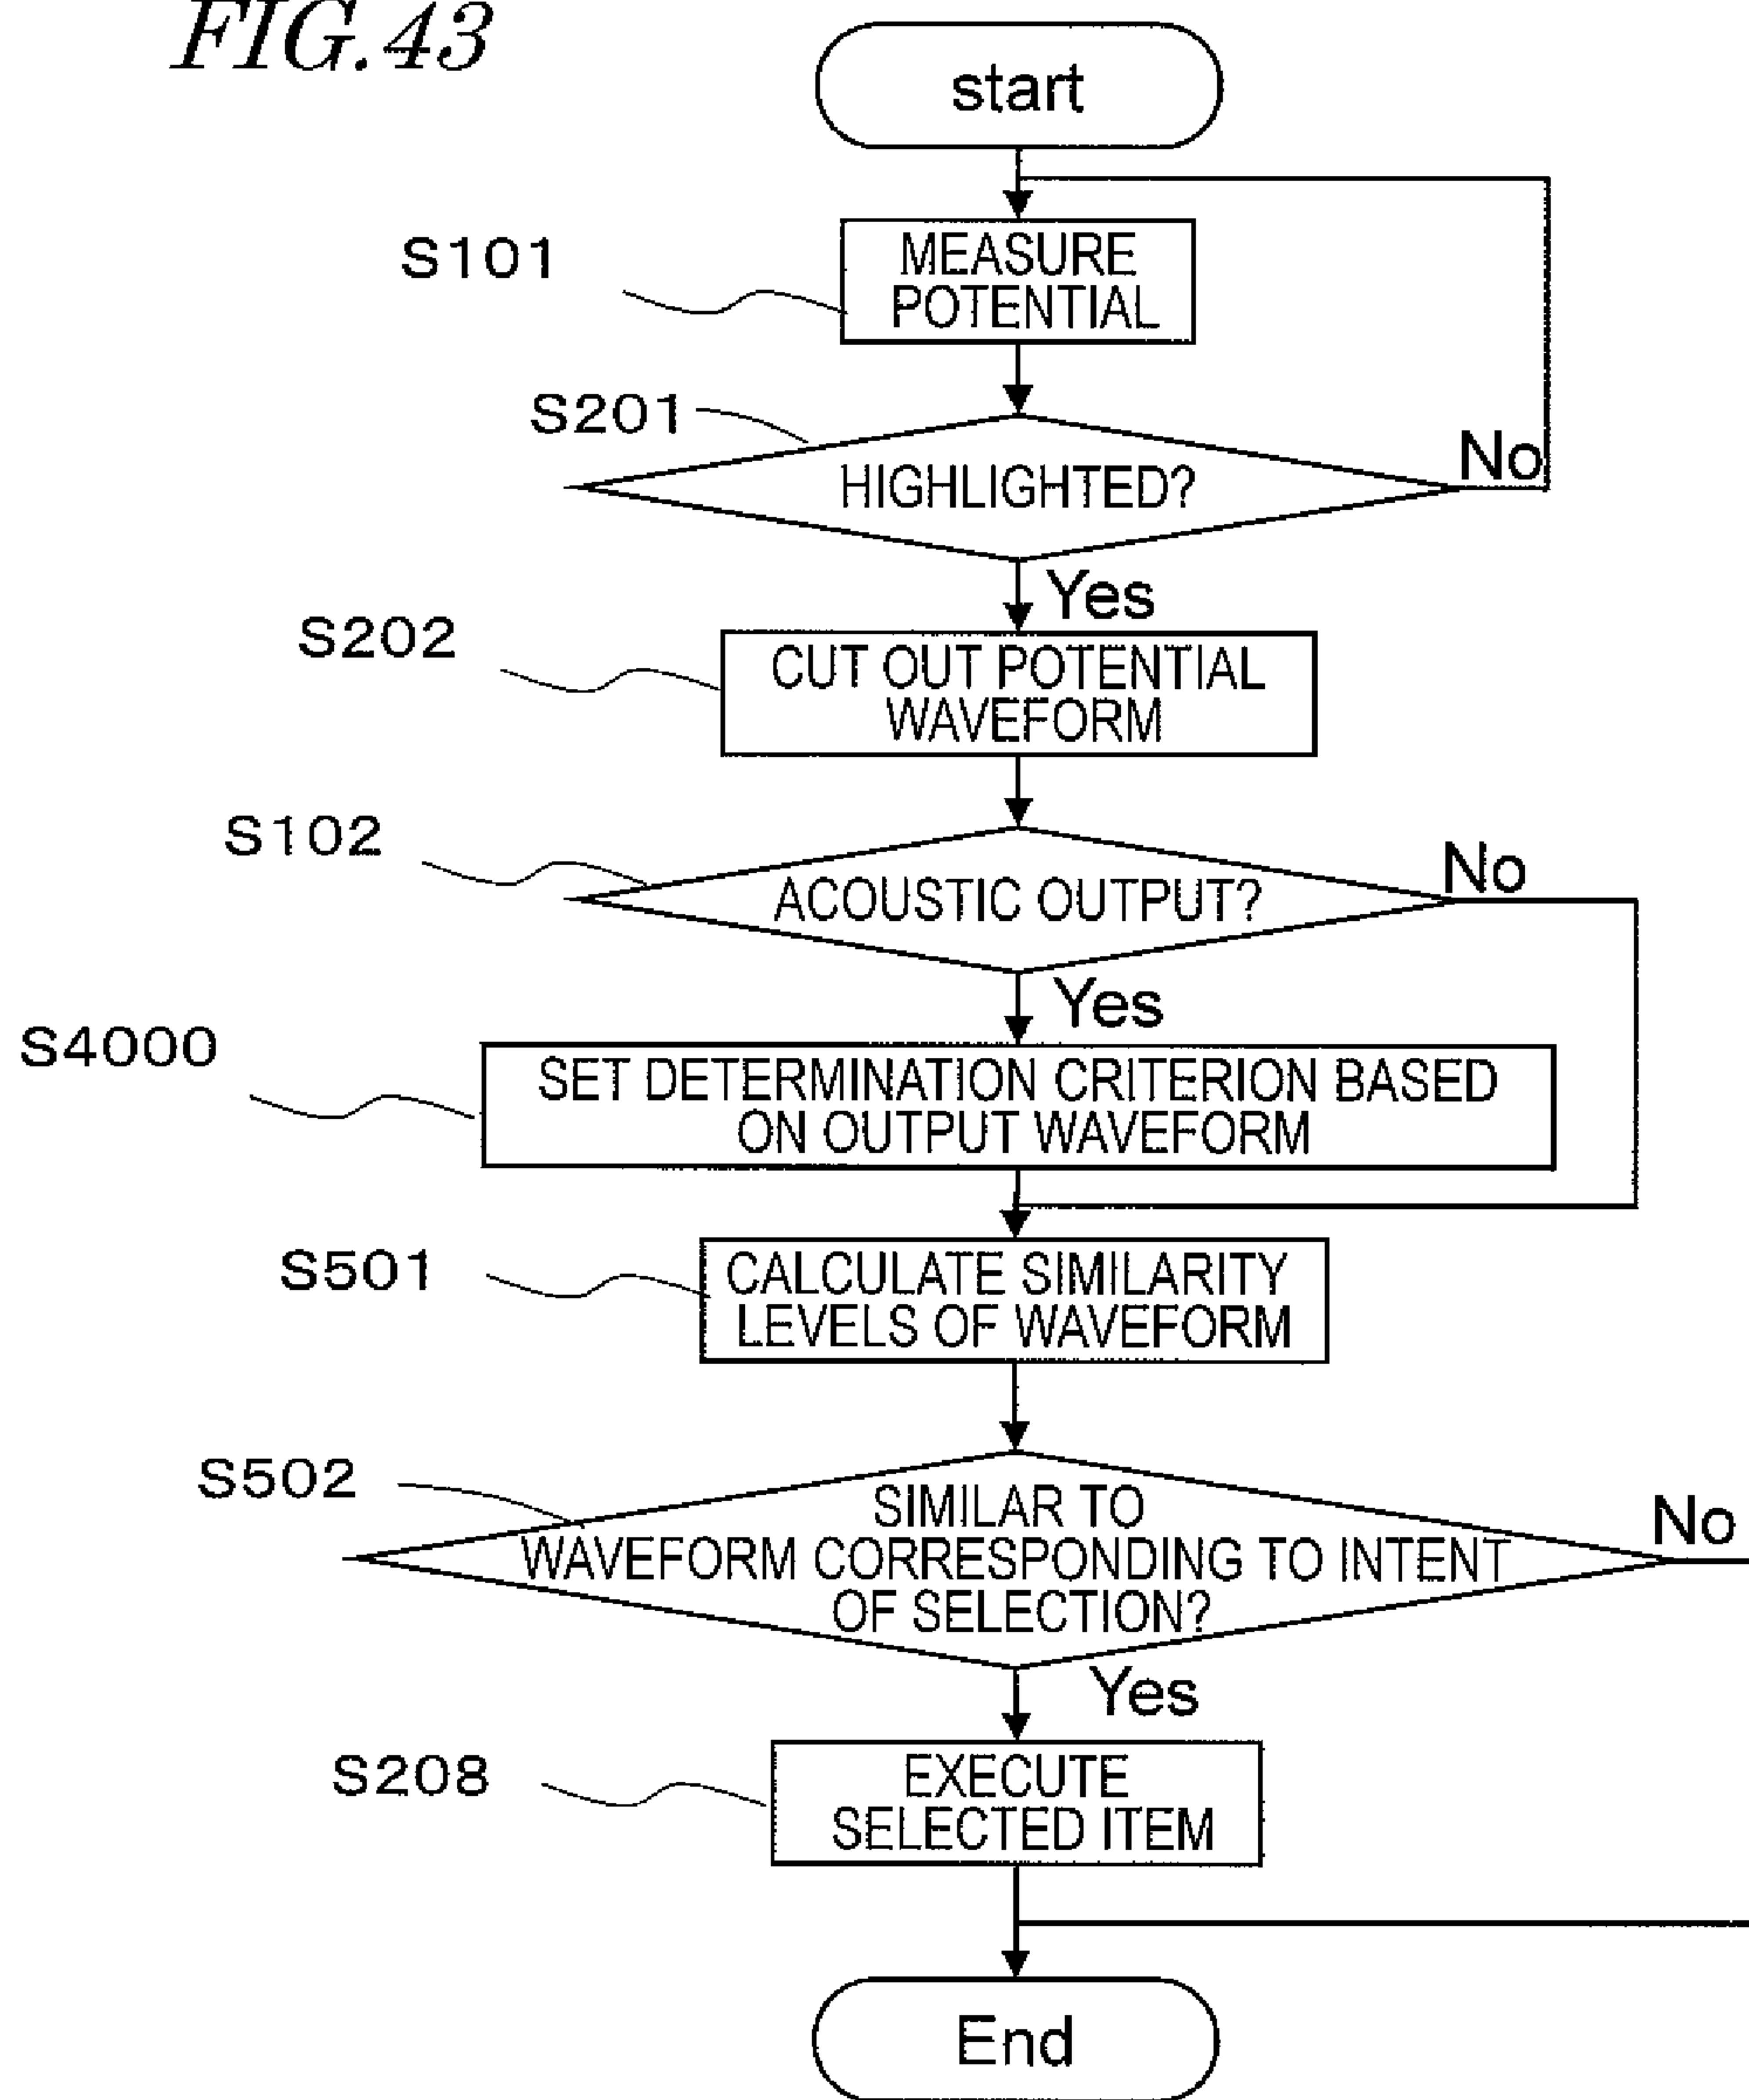 FIG.43
start
S101
MEASURE
POTENTIAL
S201
HIGHLIGHTED?
No
Yes
S202
CUT OUT POTENTIAL
WAVEFORM
S102
ACOUSTIC OUTPUT?
No
Yes
S4000
SET DETERMINATION CRITERION BASED
ON OUTPUT WAVEFORM
S501
CALCULATE SIMILARITY
LEVELS OF WAVEFORM
S502
SIMILAR TO
WAVEFORM CORRESPONDING TO INTENT
OF SELECTION?
No
Yes
S208
EXECUTE
SELECTED ITEM
End